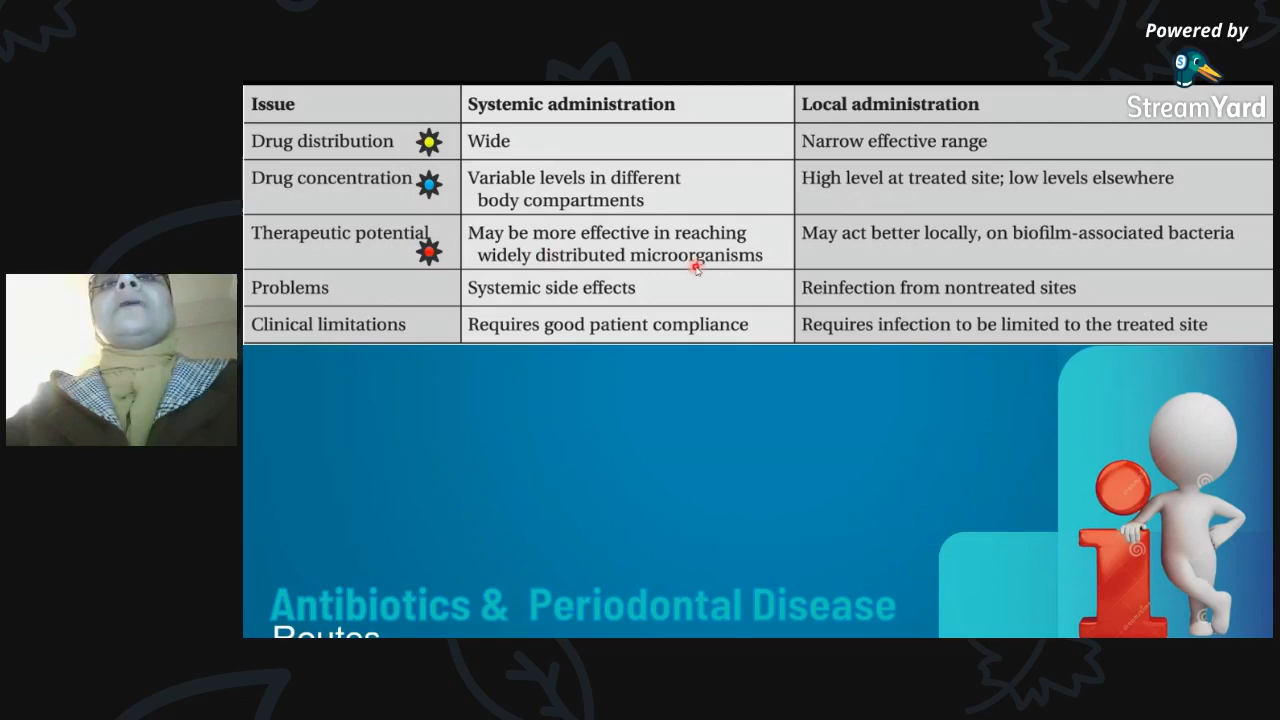 Powered by
StreamYard
Issue Systemic administration Local administration
Drug distribution Wide Narrow effective range
Drug concentration Variable levels in different High level at treated site; low levels elsewhere
body compartments
Therapeutic potential May be more effective in reaching May act better locally, on biofilm-associated bacteria
widely distributed microorganisms
Problems Systemic side effects Reinfection from nontreated sites
Clinical limitations Requires good patient compliance Requires infection to be limited to the treated site
Antibiotics & Periodontal Disease
Routes